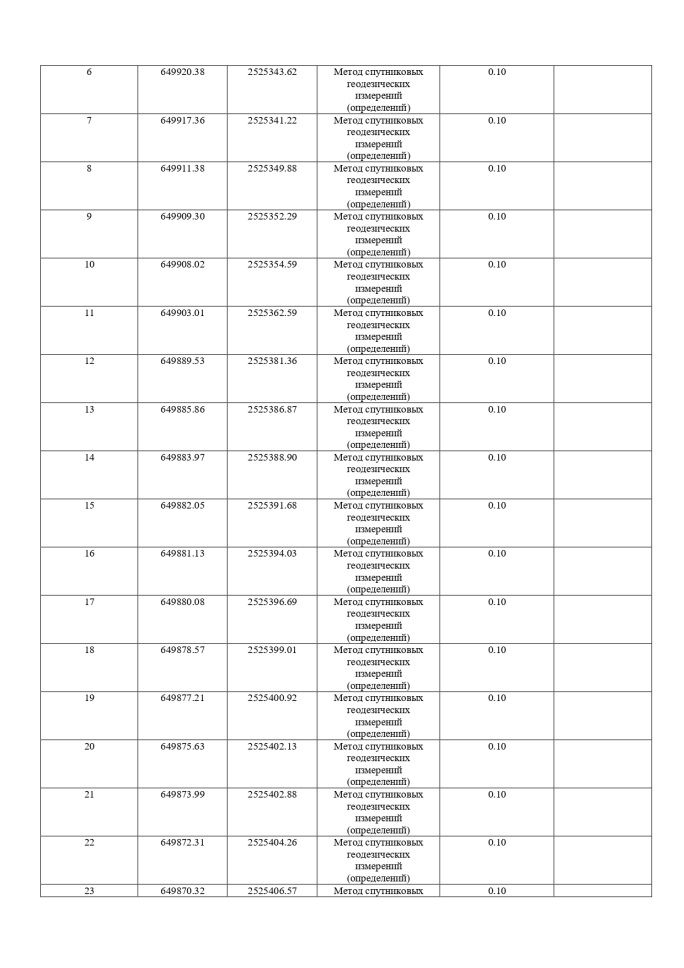 6 649920.38 2525343.62 Метод спутниковых 0.10
геодезических
измерений
(определений)
7 649917.36 2525341.22 Метод спутниковых 0.10
геодезических
измерений
(определений)
8 649911.38 2525349.88 Метод спутниковых 0.10
геодезических
измерений
(определений)
9 649909.30 2525352.29 Метод спутниковых 0.10
геодезических
измерений
(определений)
10 649908.02 2525354.59 Метод спутниковых 0.10
геодезических
измерений
(определений)
11 649903.01 2525362.59 Метод спутниковых 0.10
геодезических
измерений
(определений)
12 649889.53 2525381.36 Метод спутниковых 0.10
геодезических
измерений
(определений)
13 649885.86 2525386.87 Метод спутниковых 0.10
геодезических
измерений
(определений)
14 649883.97 2525388.90 Метод спутниковых 0.10
геодезических
измерений
(определений)
15 649882.05 2525391.68 Метод спутниковых 0.10
геодезических
измерений
(определений)
16 649881.13 2525394.03 Метод спутниковых 0.10
геодезических
измерений
(определений)
17 649880.08 2525396.69 Метод спутниковых 0.10
геодезических
измерений
(определений)
18 649878.57 2525399.01 Метод спутниковых 0.10
геодезических
измерений
(определений)
19 649877.21 2525400.92 Метод спутниковых 0.10
геодезических
измерений
(определений)
20 649875.63 2525402.13 Метод спутниковых 0.10
геодезических
измерений
(определений)
21 649873.99 2525402.88 Метод спутниковых 0.10
геодезических
измерений
(определений)
22 649872.31 2525404.26 Метод спутниковых 0.10
геодезических
измерений
(определений)
23 649870.32 2525406.57 Метод спутниковых 0.10